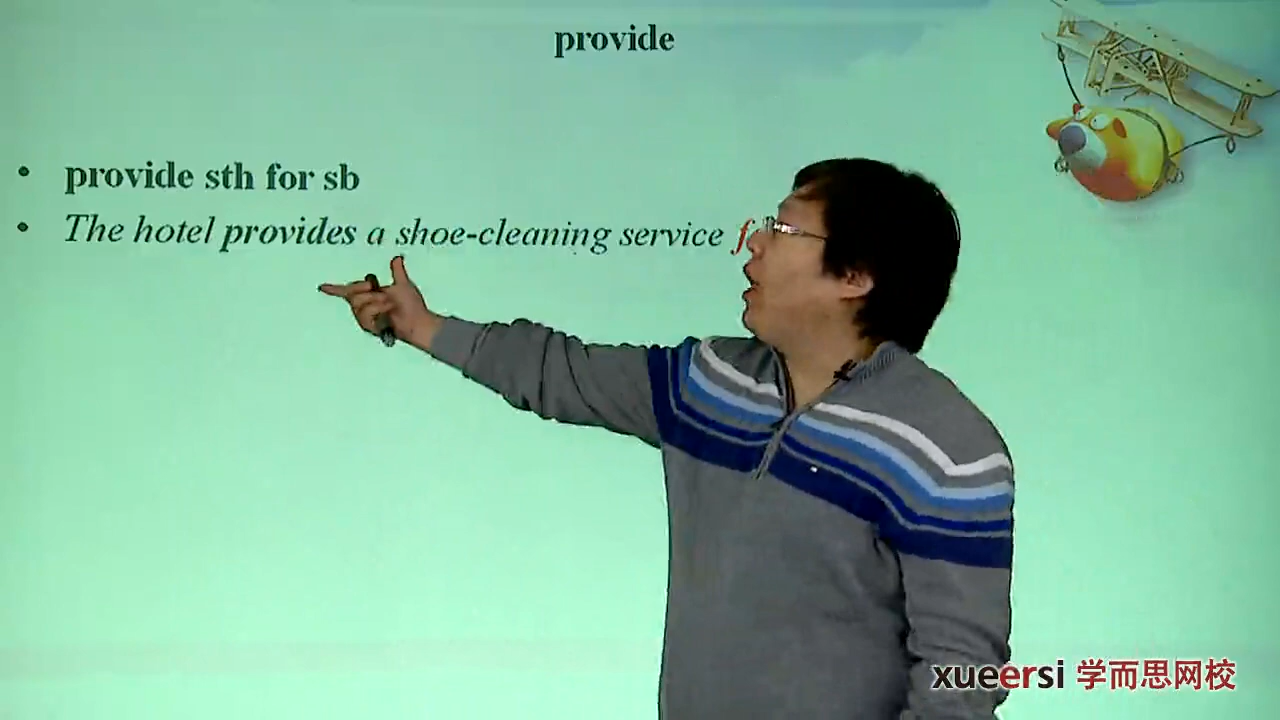 provide
• provide sth for sb
• The hotel provides a shoe-cleaning service
xueersi 学而思网校